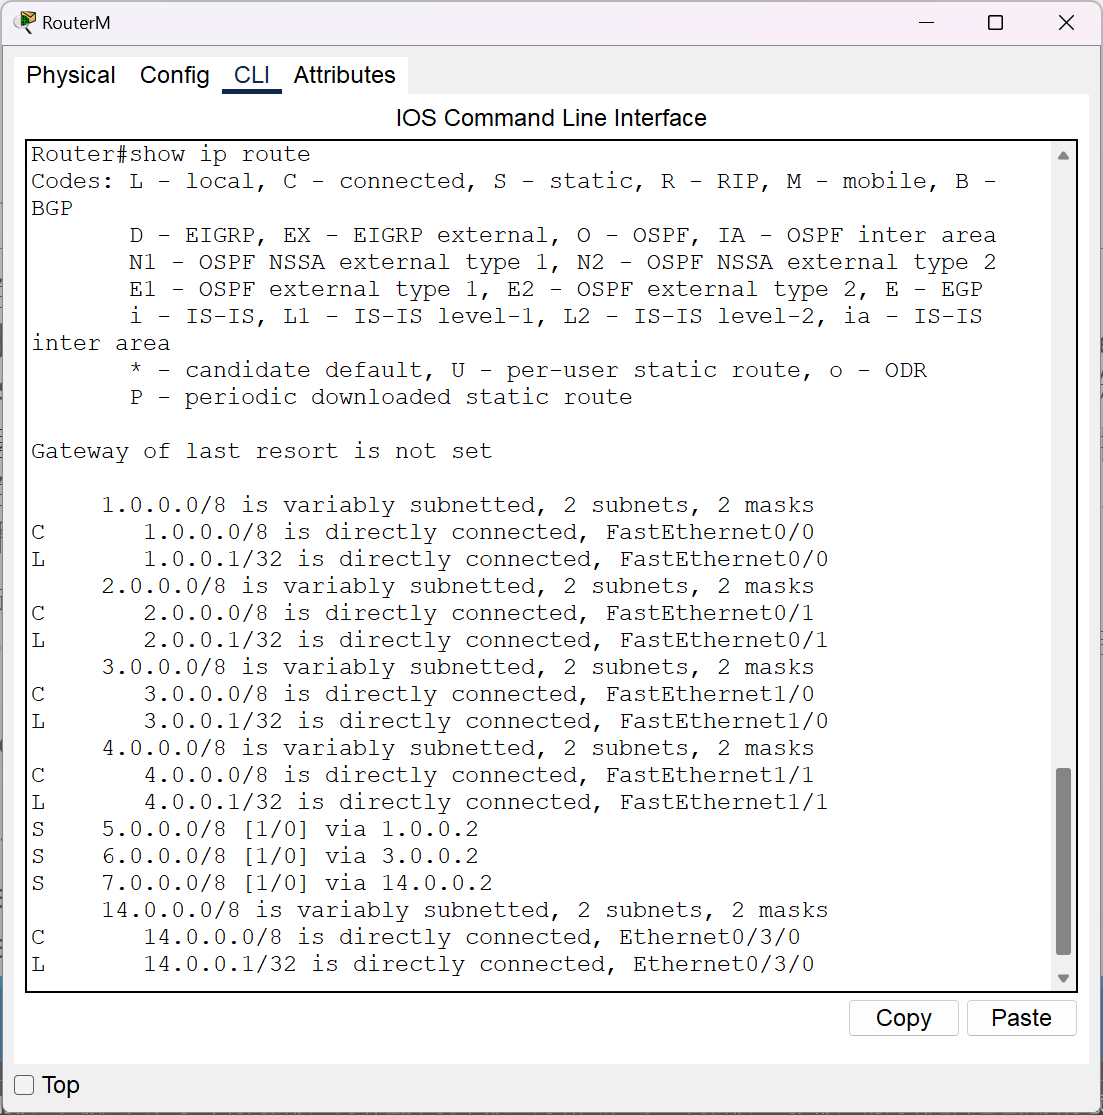 RouterM
Physical Config CLI Attributes
IOS Command Line Interface
Router#show ip route
Codes: L - local, C - connected, S - static, R - RIP, M - mobile, B -
BGP
D - EIGRP, EX - EIGRP external, O - OSPF, IA - OSPF inter area
N1 - OSPF NSSA external type 1, N2 - OSPF NSSA external type 2
E1 - OSPF external type 1, E2 - OSPF external type 2, E - EGP
i - IS-IS, L1 - IS-IS level-1, L2 - IS-IS level-2, ia - IS-IS
inter area
* - candidate default, U - per-user static route, o - ODR
P - periodic downloaded static route
Gateway of last resort is not set
1.0.0.0/8 is variably subnetted, 2 subnets, 2 masks
C 1.0.0.0/8 is directly connected, FastEthernet0/0
L 1.0.0.1/32 is directly connected, FastEthernet0/0
2.0.0.0/8 is variably subnetted, 2 subnets, 2 masks
C 2.0.0.0/8 is directly connected, FastEthernet0/1
L 2.0.0.1/32 is directly connected, FastEthernet0/1
3.0.0.0/8 is variably subnetted, 2 subnets, 2 masks
C 3.0.0.0/8 is directly connected, FastEthernet1/0
L 3.0.0.1/32 is directly connected, FastEthernet1/0
4.0.0.0/8 is variably subnetted, 2 subnets, 2 masks
C 4.0.0.0/8 is directly connected, FastEthernet1/1
L 4.0.0.1/32 is directly connected, FastEthernet1/1
S 5.0.0.0/8 [1/0] via 1.0.0.2
S 6.0.0.0/8 [1/0] via 3.0.0.2
S 7.0.0.0/8 [1/0] via 14.0.0.2
14.0.0.0/8 is variably subnetted, 2 subnets, 2 masks
C 14.0.0.0/8 is directly connected, Ethernet0/3/0
L 14.0.0.1/32 is directly connected, Ethernet0/3/0
Copy Paste
Top